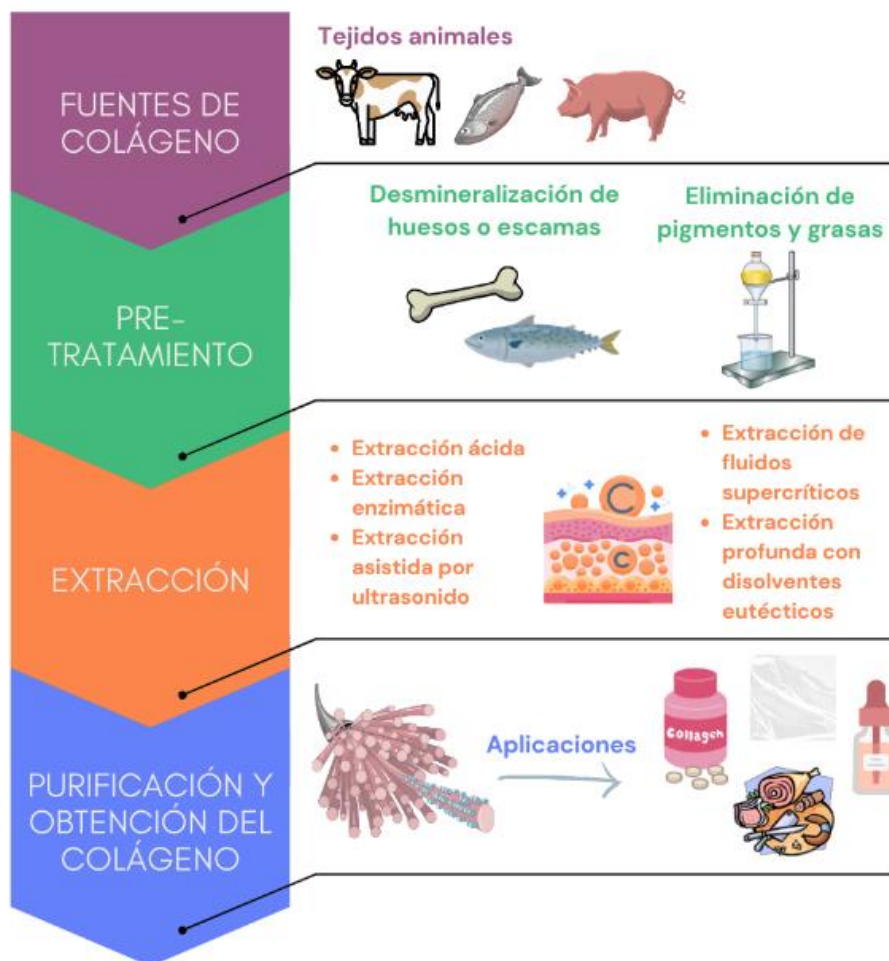 Tejidos animales
FUENTES DE
COLÁGENO
Desmineralización de
huesos o escamas
Eliminación de
pigmentos y grasas
PRE-
TRATAMIENTO
• Extracción ácida
• Extracción
enzimática
• Extracción
asistida por
ultrasonido
C
C
• Extracción de
fluidos
supercríticos
• Extracción
profunda con
disolventes
eutécticos
EXTRACCIÓN
PURIFICACIÓN Y
OBTENCIÓN DEL
COLÁGENO
Aplicaciones
Collagen